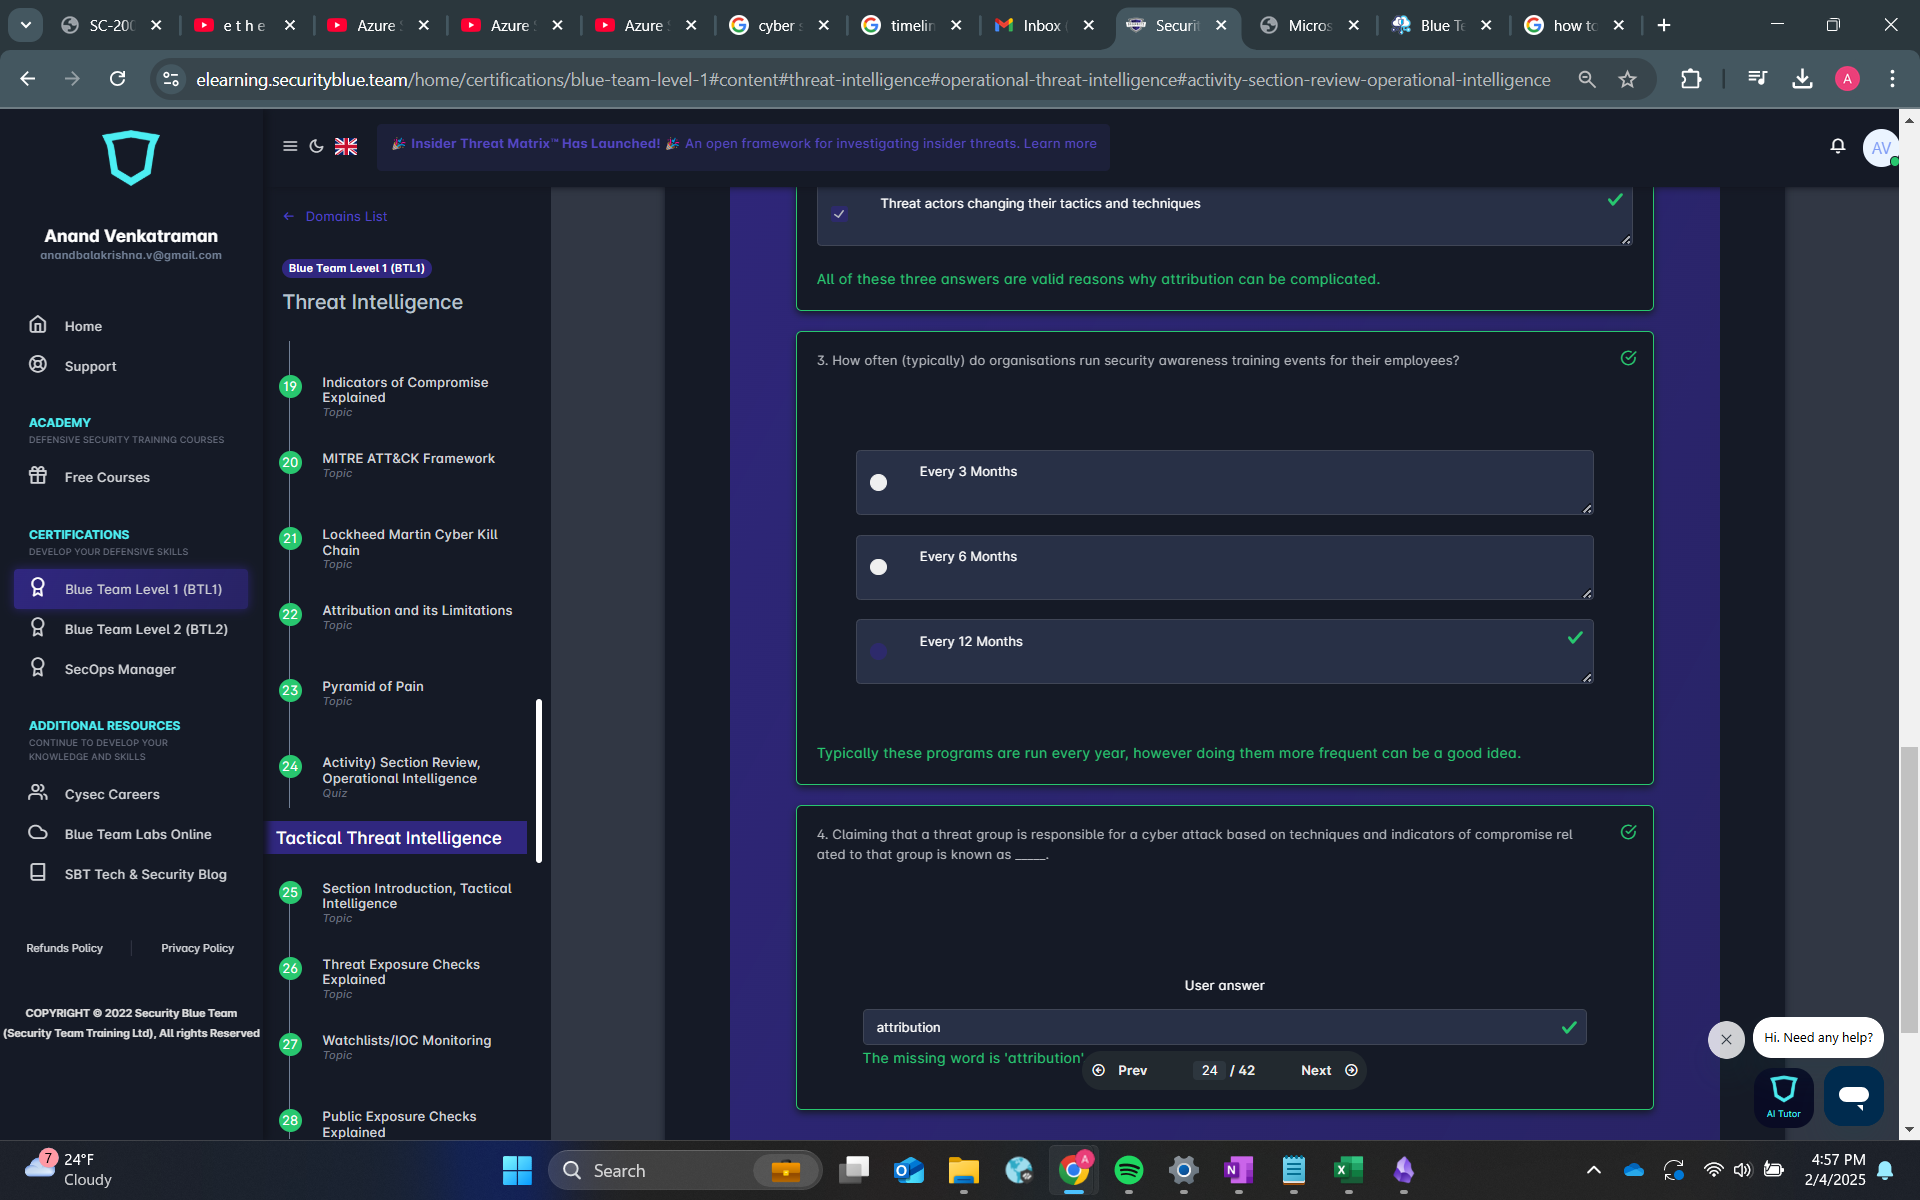 SC-200
e t h e
Azure
Azure
Azure
cyber s
timelin
Inbox
Securit
Micros
Blue Te
how to
elearning.securityblue.team/home/certifications/blue-team-level-1#content#threat-intelligence#operational-threat-intelligence#activity-section-review-operational-intelligence
A
🎉 Insider Threat Matrix™ Has Launched! 🎉 An open framework for investigating insider threats. Learn more
AV
Anand Venkatraman
anandbalakrishna.v@gmail.com
Home
Support
ACADEMY
DEFENSIVE SECURITY TRAINING COURSES
Free Courses
CERTIFICATIONS
DEVELOP YOUR DEFENSIVE SKILLS
Blue Team Level 1 (BTL1)
Blue Team Level 2 (BTL2)
SecOps Manager
ADDITIONAL RESOURCES
CONTINUE TO DEVELOP YOUR
KNOWLEDGE AND SKILLS
Cysec Careers
Blue Team Labs Online
SBT Tech & Security Blog
Refunds Policy
Privacy Policy
COPYRIGHT © 2022 Security Blue Team
(Security Team Training Ltd), All rights Reserved
← Domains List
Blue Team Level 1 (BTL1)
Threat Intelligence
19
Indicators of Compromise
Explained
Topic
20
MITRE ATT&CK Framework
Topic
21
Lockheed Martin Cyber Kill
Chain
Topic
22
Attribution and its Limitations
Topic
23
Pyramid of Pain
Topic
24
Activity) Section Review,
Operational Intelligence
Quiz
Tactical Threat Intelligence
25
Section Introduction, Tactical
Intelligence
Topic
26
Threat Exposure Checks
Explained
Topic
27
Watchlists/IOC Monitoring
Topic
28
Public Exposure Checks
Explained
Threat actors changing their tactics and techniques
All of these three answers are valid reasons why attribution can be complicated.
3. How often (typically) do organisations run security awareness training events for their employees?
Every 3 Months
Every 6 Months
Every 12 Months
Typically these programs are run every year, however doing them more frequent can be a good idea.
4. Claiming that a threat group is responsible for a cyber attack based on techniques and indicators of compromise rel
ated to that group is known as _____.
User answer
attribution
The missing word is 'attribution'
Prev
24 / 42
Next
Hi. Need any help?
AI Tutor
7
24°F
Cloudy
Search
A
4:57 PM
2/4/2025